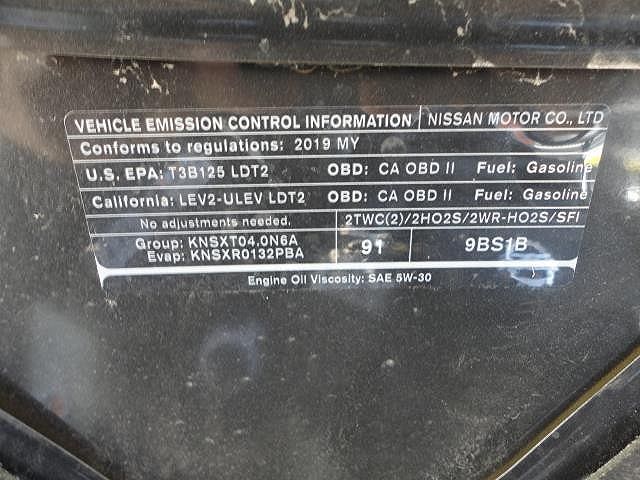 VEHICLE EMISSION CONTROL INFORMATION NISSAN MOTOR CO., LTD
Conforms to regulations: 2019 MY
U.S. EPA: T3B125 LDT2 OBD: CA OBD II Fuel: Gasoline
California: LEV2-ULEV LDT2 OBD: CA OBD II Fuel: Gasoline
No adjustments needed. 2TWC(2)/2HO2S/2WR-HO2S/SFI
Group: KNSXT04.0N6A 91 9BS1B
Evap: KNSXR0132PBA
Engine Oil Viscosity: SAE 5W-30